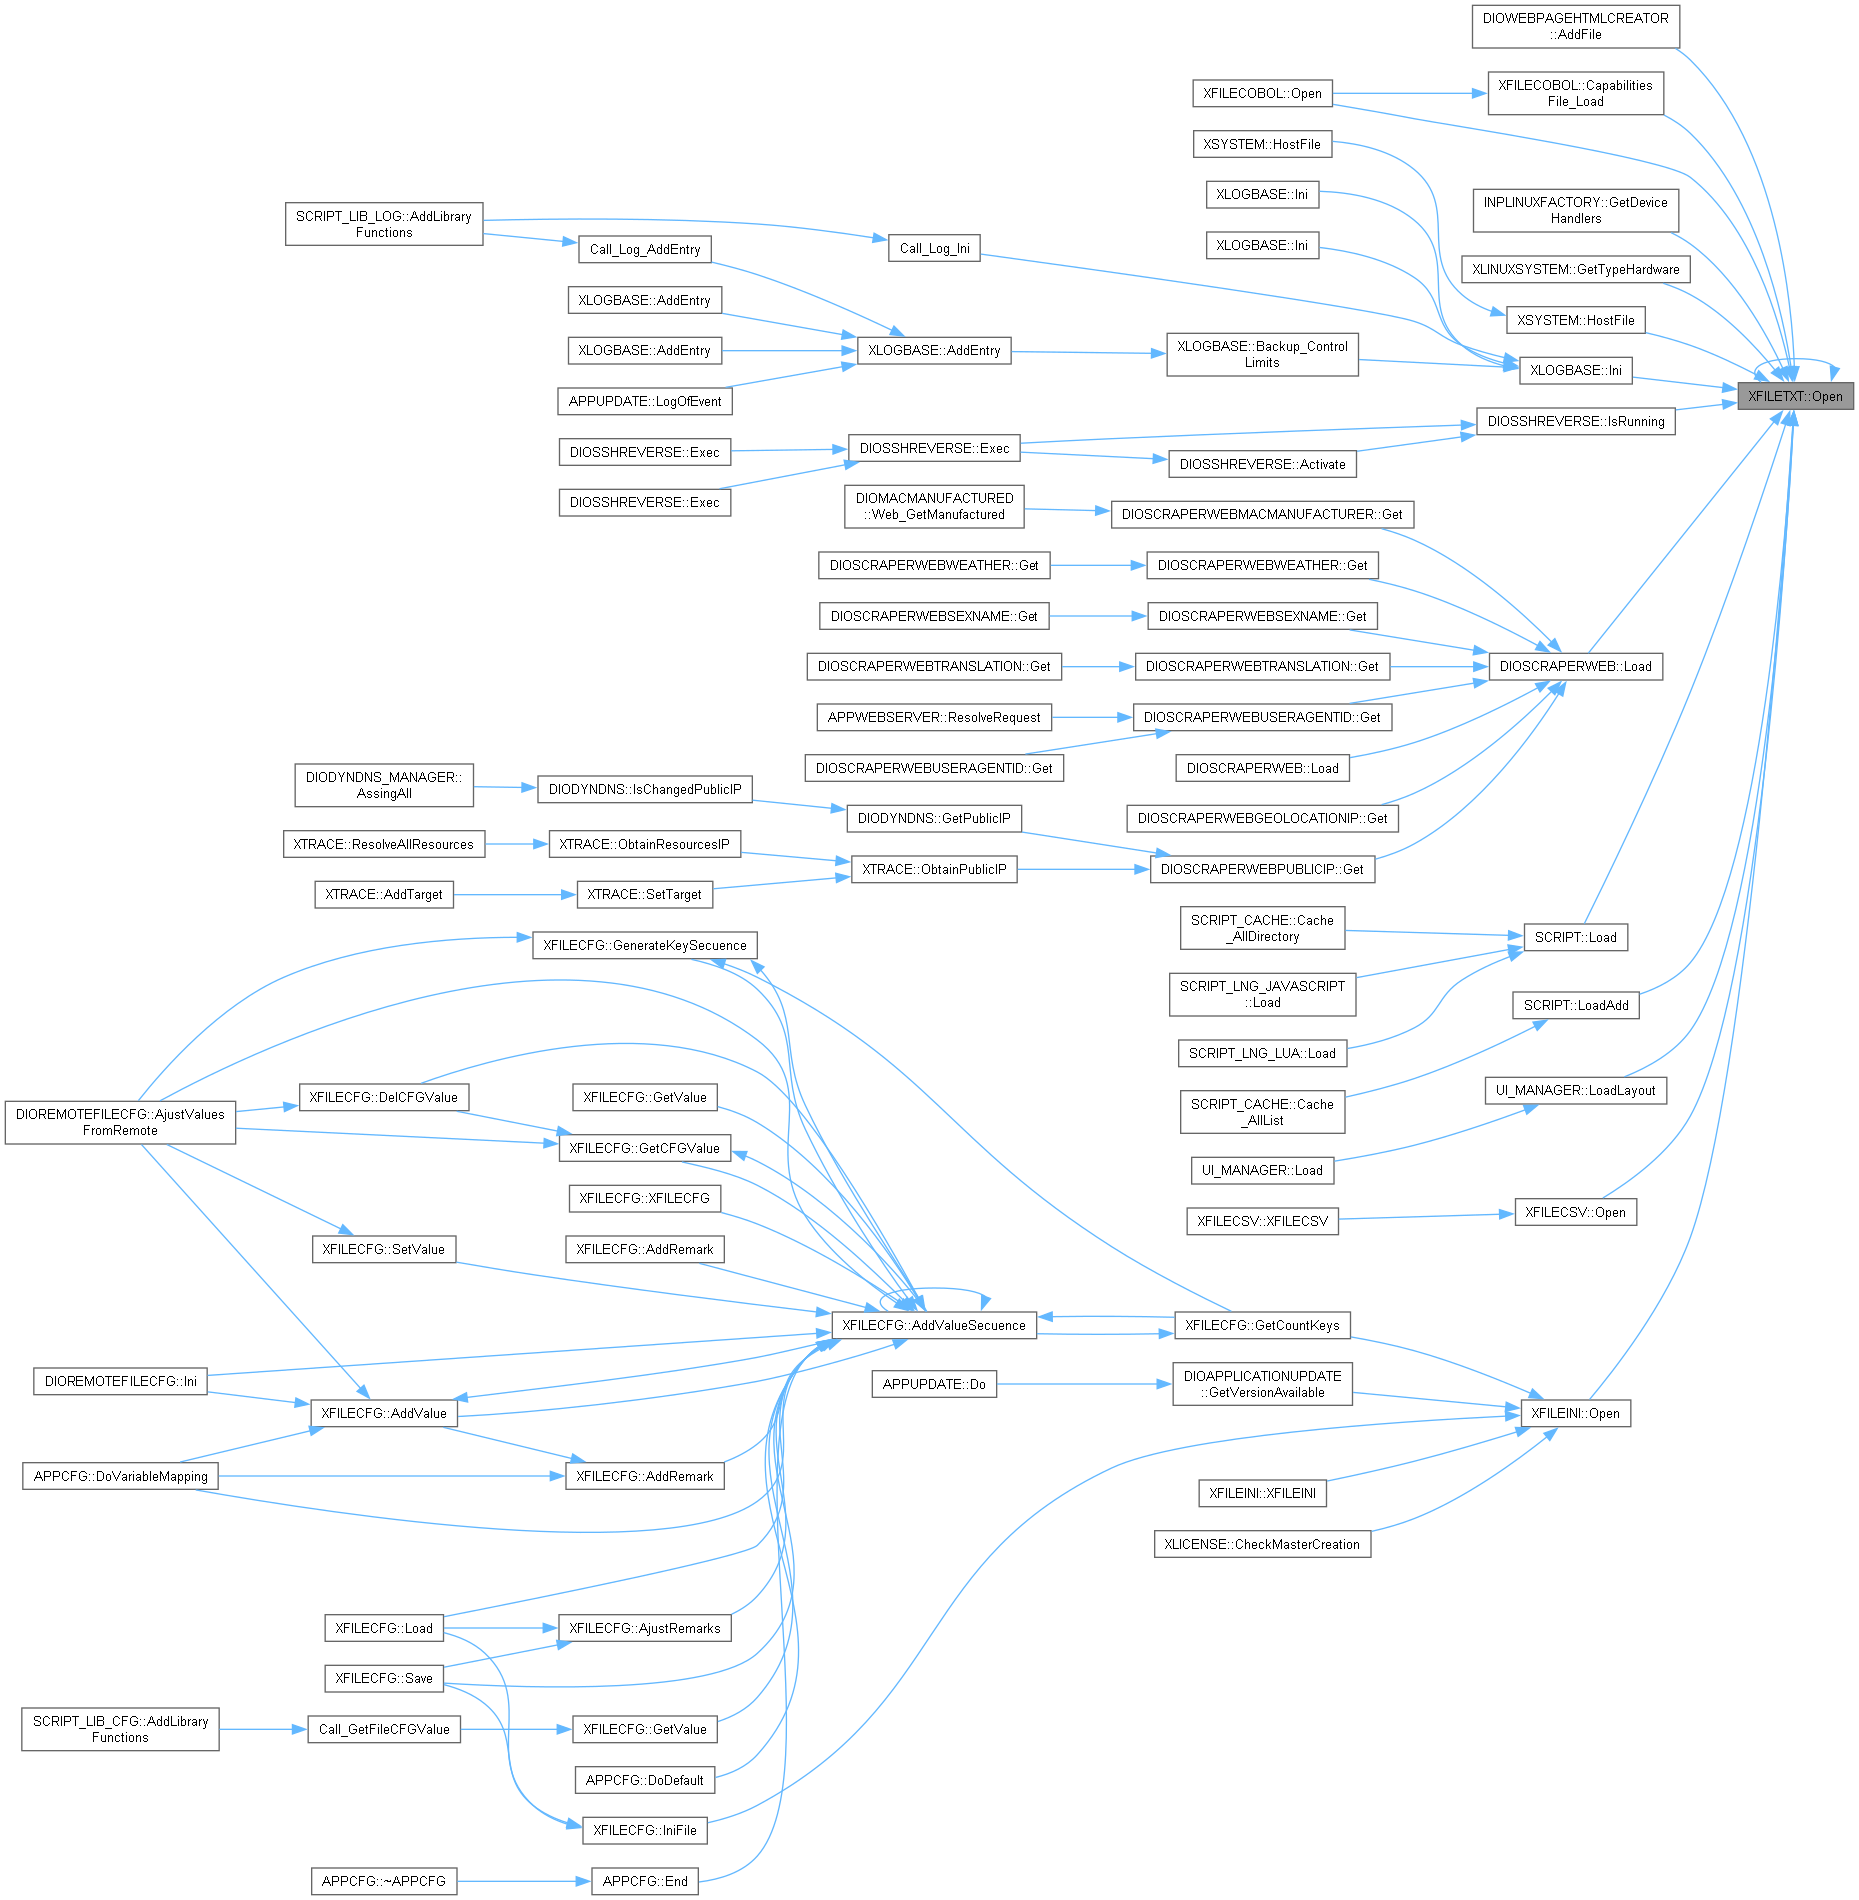 DIOWEBPAGEHTMLCREATOR
::AddFile
XFILECOBOL::Open
XFILECOBOL::Capabilities
File_Load
XSYSTEM::HostFile
XLOGBASE::Ini
INPLINUXFACTORY::GetDevice
Handlers
SCRIPT_LIB_LOG::AddLibrary
Functions
Call_Log_AddEntry
Call_Log_Ini
XLOGBASE::Ini
XLINUXSYSTEM::GetTypeHardware
XLOGBASE::AddEntry
XSYSTEM::HostFile
XLOGBASE::AddEntry
XLOGBASE::AddEntry
XLOGBASE::Backup_Control
Limits
XLOGBASE::Ini
XFILETXT::Open
APPUPDATE::LogOfEvent
DIOSSHREVERSE::IsRunning
DIOSSHREVERSE::Exec
DIOSSHREVERSE::Exec
DIOSSHREVERSE::Activate
DIOSSHREVERSE::Exec
DIOMACMANUFACTURED
::Web_GetManufactured
DIOSCRAPERWEBMACMANUFACTURER::Get
DIOSCRAPERWEBWEATHER::Get
DIOSCRAPERWEBWEATHER::Get
DIOSCRAPERWEBSEXNAME::Get
DIOSCRAPERWEBSEXNAME::Get
DIOSCRAPERWEBTRANSLATION::Get
DIOSCRAPERWEBTRANSLATION::Get
DIOSCRAPERWEB::Load
APPWEBSERVER::ResolveRequest
DIOSCRAPERWEBUSERAGENTID::Get
DIOSCRAPERWEBUSERAGENTID::Get
DIOSCRAPERWEB::Load
DIODYNDNS_MANAGER::
AssingAll
DIODYNDNS::IsChangedPublicIP
DIODYNDNS::GetPublicIP
DIOSCRAPERWEBGEOLOCATIONIP::Get
XTRACE::ResolveAllResources
XTRACE::ObtainResourcesIP
XTRACE::ObtainPublicIP
DIOSCRAPERWEBPUBLICIP::Get
XTRACE::AddTarget
XTRACE::SetTarget
SCRIPT_CACHE::Cache
_AllDirectory
SCRIPT::Load
XFILECFG::GenerateKeySecuence
SCRIPT_LNG_JAVASCRIPT
::Load
SCRIPT::LoadAdd
SCRIPT_LNG_LUA::Load
DIOREMOTEFILECFG::AjustValues
FromRemote
XFILECFG::DelCFGValue
XFILECFG::GetValue
SCRIPT_CACHE::Cache
_AllList
UI_MANAGER::LoadLayout
XFILECFG::GetCFGValue
UI_MANAGER::Load
XFILECFG::XFILECFG
XFILECSV::XFILECSV
XFILECSV::Open
XFILECFG::SetValue
XFILECFG::AddRemark
XFILECFG::AddValueSecuence
XFILECFG::GetCountKeys
DIOREMOTEFILECFG::Ini
APPUPDATE::Do
DIOAPPLICATIONUPDATE
::GetVersionAvailable
XFILECFG::AddValue
XFILEINI::Open
APPCFG::DoVariableMapping
XFILECFG::AddRemark
XFILEINI::XFILEINI
XLICENSE::CheckMasterCreation
XFILECFG::Load
XFILECFG::AjustRemarks
XFILECFG::Save
SCRIPT_LIB_CFG::AddLibrary
Functions
Call_GetFileCFGValue
XFILECFG::GetValue
APPCFG::DoDefault
XFILECFG::IniFile
APPCFG::~APPCFG
APPCFG::End